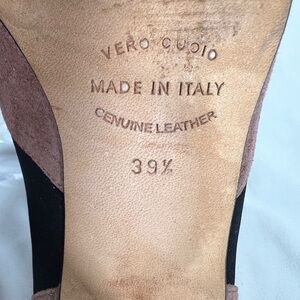 VERO CUOIO
MADE IN ITALY
GENUINE LEATHER
39½